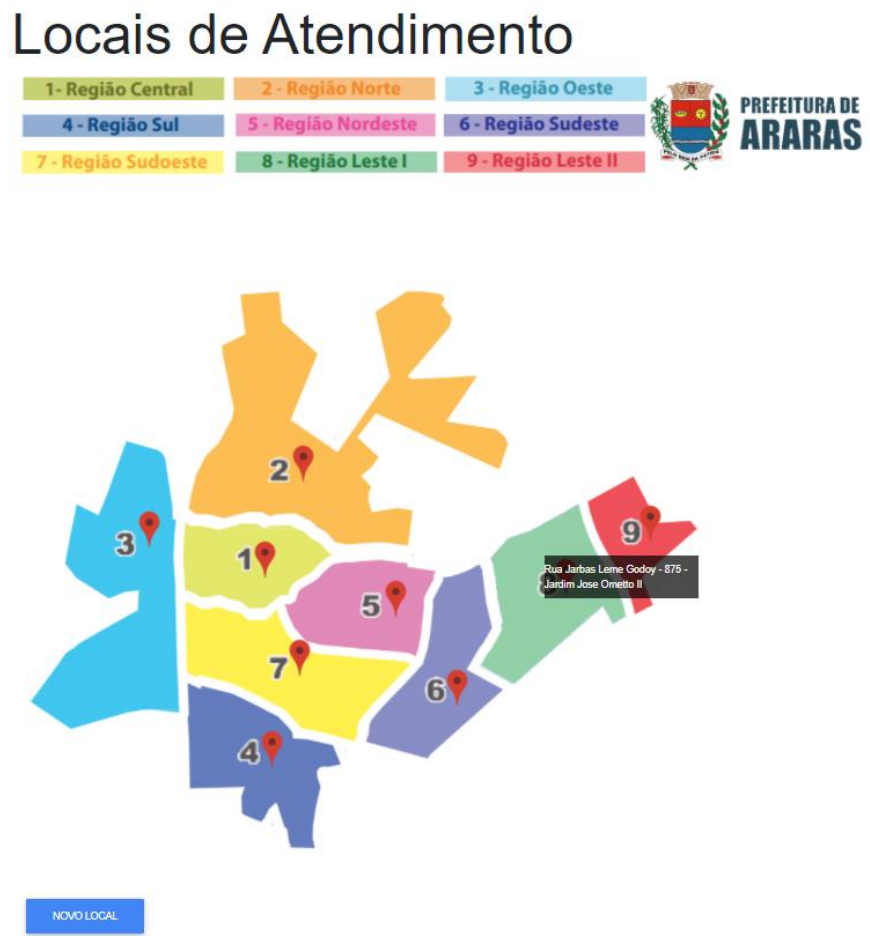 Locais de Atendimento
1- Região Central
2 - Região Norte
3 - Região Oeste
4 - Região Sul
5 - Região Nordeste
6 - Região Sudeste
7 - Região Sudoeste
8 - Região Leste I
9 - Região Leste II
PREFEITURA DE
ARARAS
2
3
1
9
Rua Jarbas Leme Godoy - 875 -
Jardim Jose Ometto II
8
5
7
6
4
NOVO LOCAL